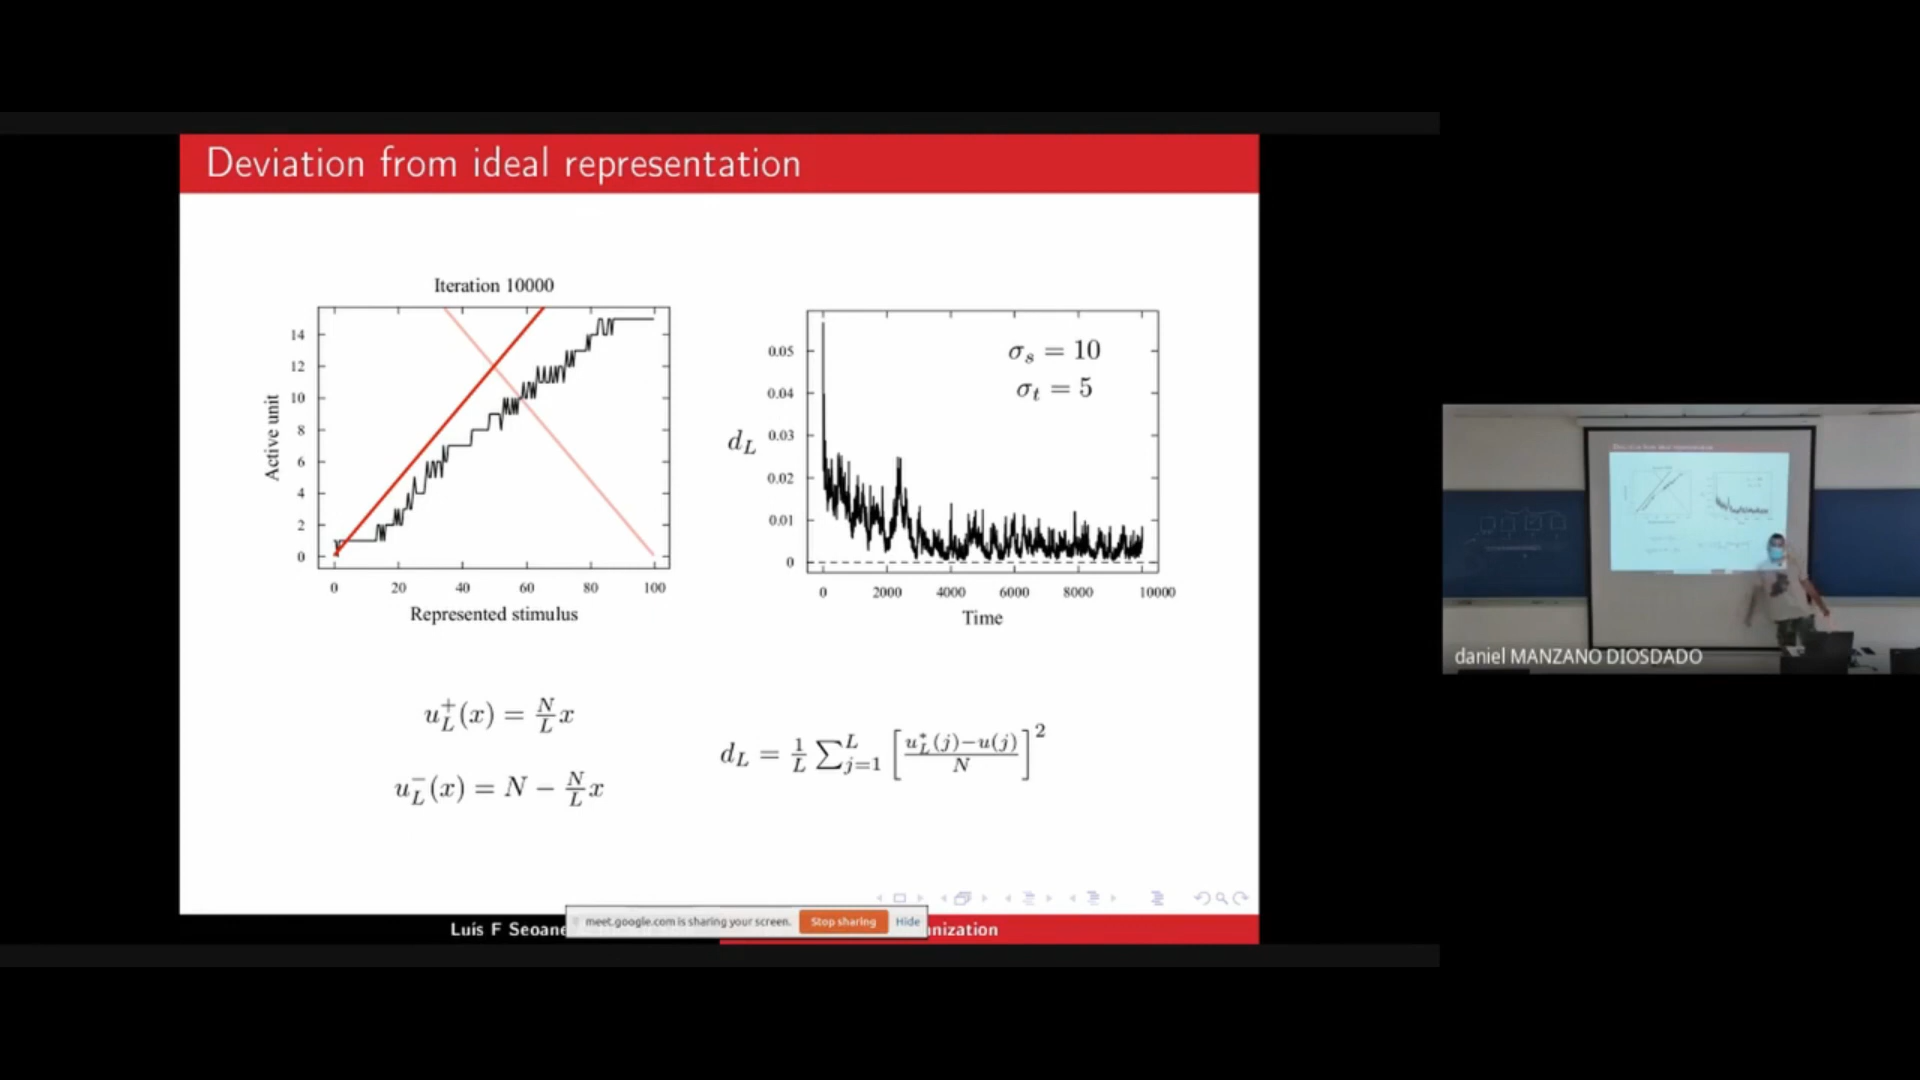 Deviation from ideal representation
Iteration 10000
14
12
10
8
6
4
2
0
Active unit
0 20 40 60 80 100
Represented stimulus
0.05
0.04
0.03
0.02
0.01
0
d_L
σ_s = 10
σ_t = 5
0 2000 4000 6000 8000 10000
Time
u_L^+(x) = N/L x
u_L^-(x) = N − N/L x
d_L = 1/L ∑_{j=1}^L [u_L^*(j)−u(j) / N]^2
meet.google.com is sharing your screen. Stop sharing Hide
Luís F Seoane nization
daniel MANZANO DIOSDADO